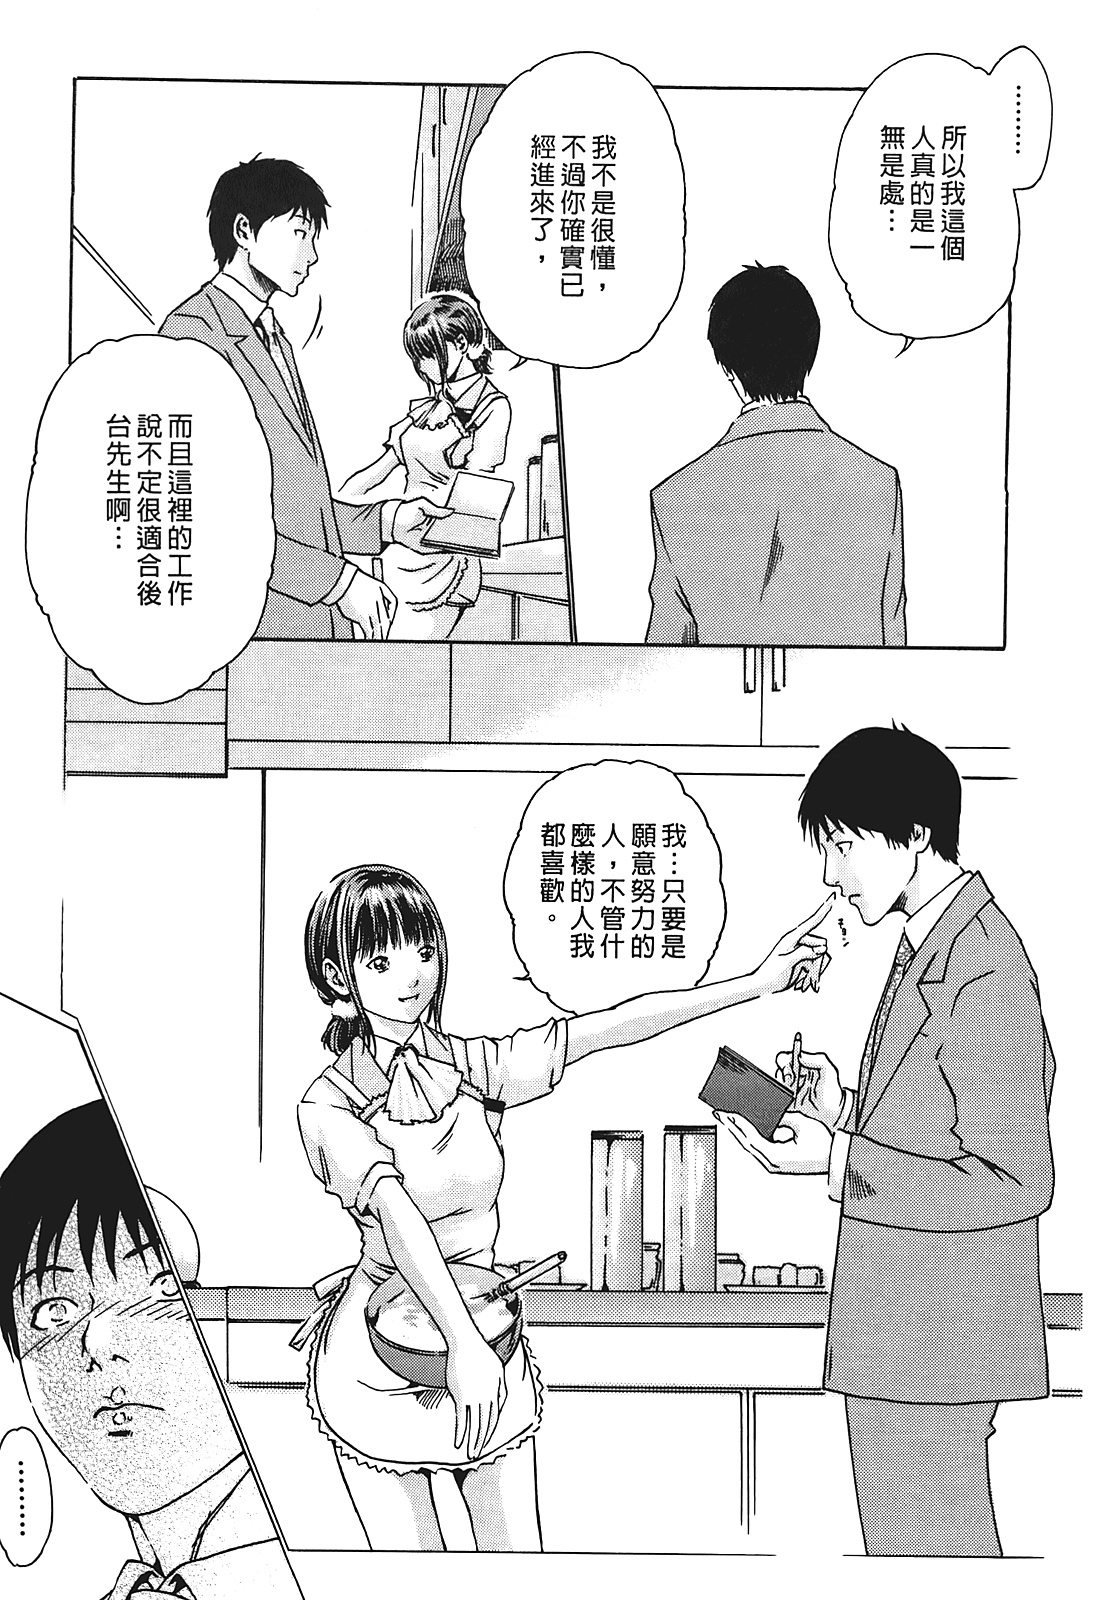 ………
所以我這個
人真的是一
無是處…
我不是很懂，
不過你確實已
經進來了，
而且這裡的工作
說不定很適合後
台先生啊…
我…只要是
願意努力的
人，不管什
麼樣的人我
都喜歡。
………